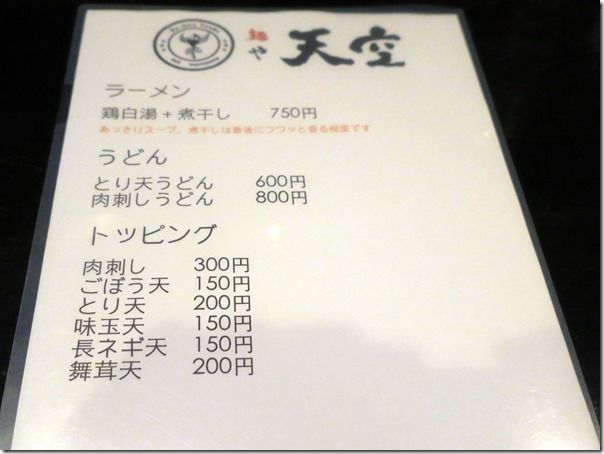 麺や 天空
ラーメン
鶏白湯+煮干し 750円
あっさりスープ。煮干しは最後にフワッと香る程度です
うどん
とり天うどん 600円
肉刺しうどん 800円
トッピング
肉刺し 300円
ごぼう天 150円
とり天 200円
味玉天 150円
長ネギ天 150円
舞茸天 200円